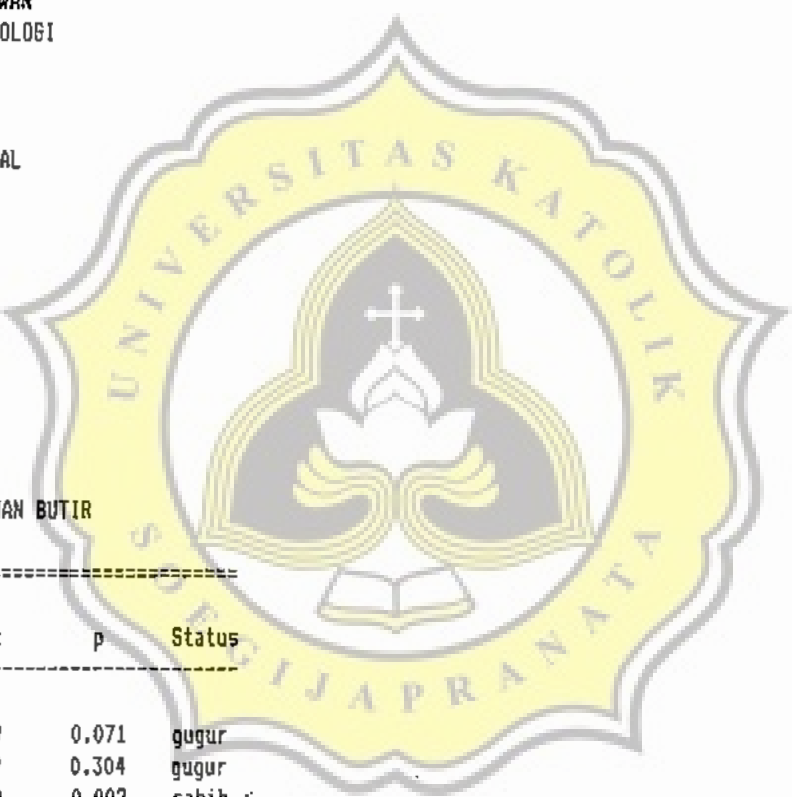 OLOGI
AL
UNIVERSITAS KATOLIK
SOEGIJAPRANATA
AN BUTIR
=====================
p Status
---------------------
0.071 gugur
0.304 gugur